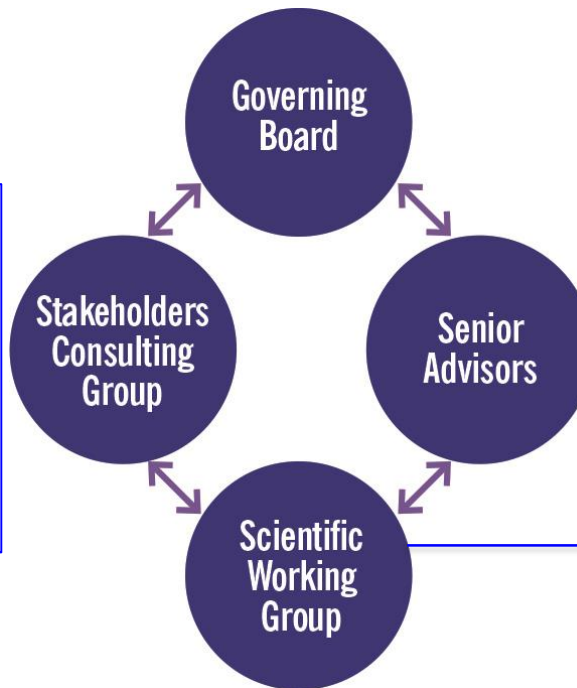 Governing
Board
Stakeholders
Consulting
Group
Senior
Advisors
Scientific
Working
Group